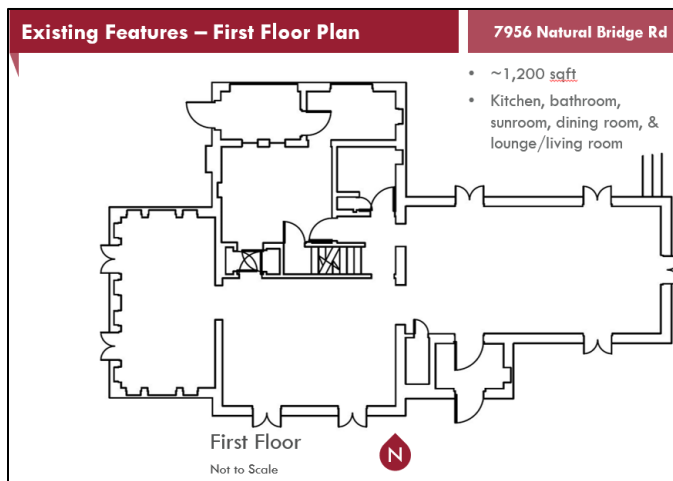 Existing Features – First Floor Plan
7956 Natural Bridge Rd
• ~1,200 sqft
• Kitchen, bathroom,
sunroom, dining room, &
lounge/living room
First Floor
Not to Scale
N